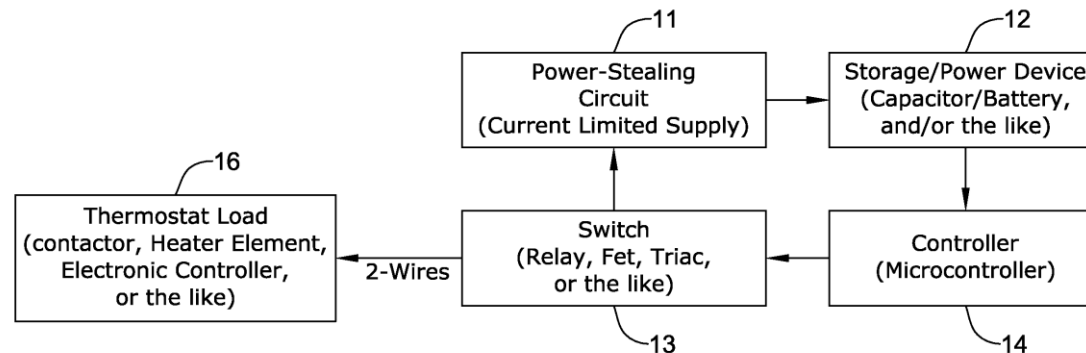 11
Power-Stealing
Circuit
(Current Limited Supply)
12
Storage/Power Device
(Capacitor/Battery,
and/or the like)
16
Thermostat Load
(contactor, Heater Element,
Electronic Controller,
or the like)
2-Wires
Switch
(Relay, Fet, Triac,
or the like)
13
Controller
(Microcontroller)
14